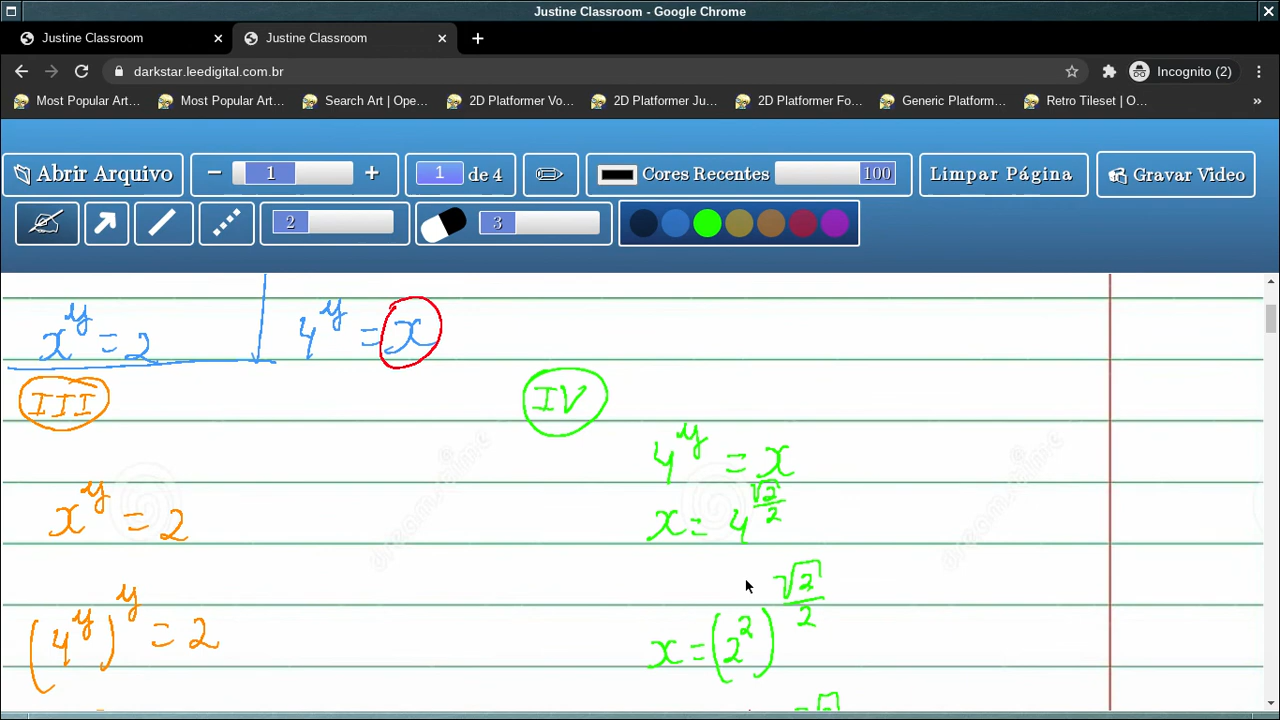 Justine Classroom - Google Chrome
Justine Classroom
Justine Classroom
darkstar.leedigital.com.br
Incognito (2)
Most Popular Art...
Most Popular Art...
Search Art | Ope...
2D Platformer Vo...
2D Platformer Ju...
2D Platformer Fo...
Generic Platform...
Retro Tileset | O...
»
Abrir Arquivo
− 1 +
1 de 4
Cores Recentes 100
Limpar Página
Gravar Video
2
3
x^y = 2
4^y = x
III
IV
4^y = x
x^y = 2
x = 4^(√2/2)
(4^y)^y = 2
x = (2^2)^(√2/2)
dreamstime
dreamstime